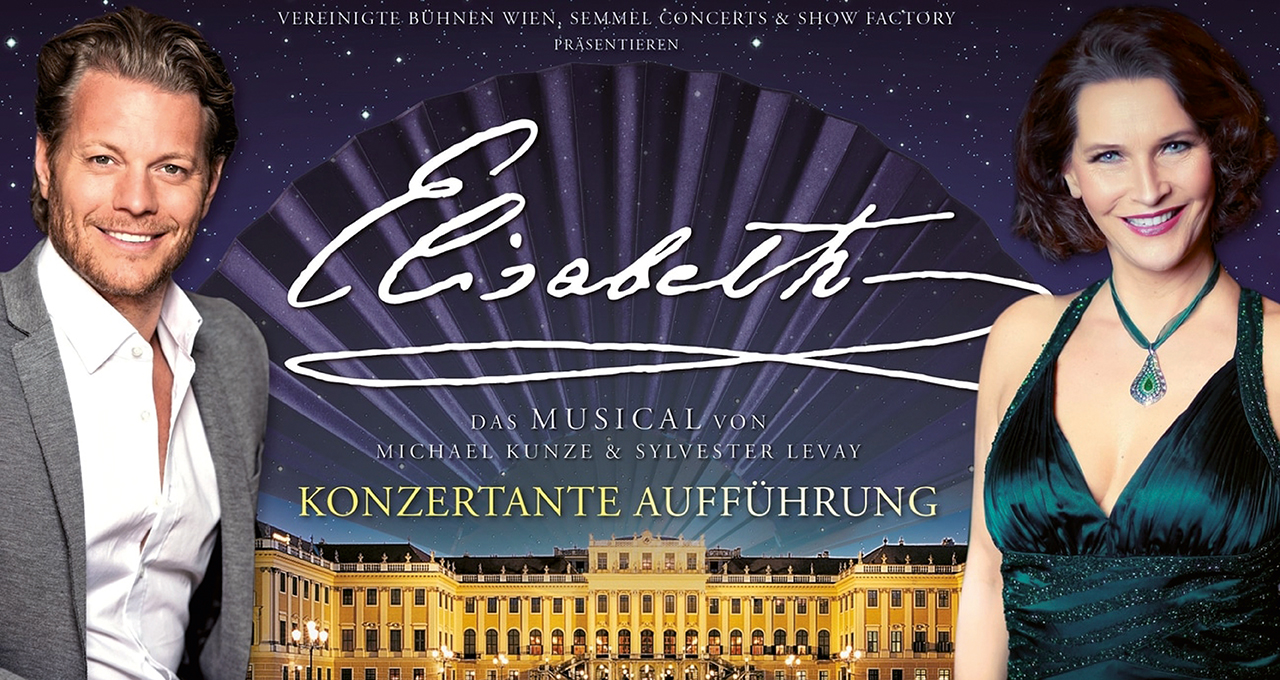 VEREINIGTE BÜHNEN WIEN, SEMMEL CONCERTS & SHOW FACTORY
PRÄSENTIEREN
Elisabeth
DAS MUSICAL VON
MICHAEL KUNZE & SYLVESTER LEVAY
KONZERTANTE AUFFÜHRUNG